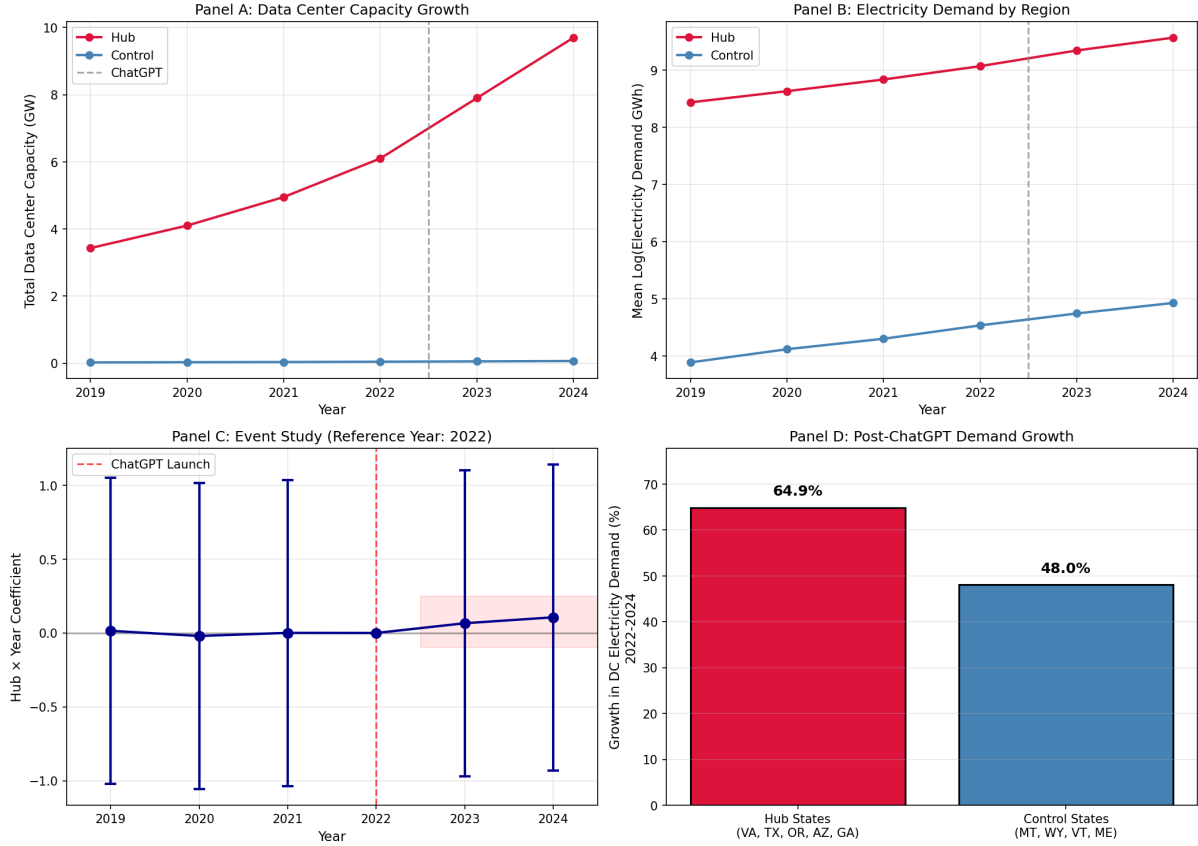 Panel A: Data Center Capacity Growth
Total Data Center Capacity (GW)
10
8
6
4
2
0
Hub
Control
ChatGPT
2019 2020 2021 2022 2023 2024
Year
Panel B: Electricity Demand by Region
Mean Log(Electricity Demand GWh)
9
8
7
6
5
4
Hub
Control
2019 2020 2021 2022 2023 2024
Year
Panel C: Event Study (Reference Year: 2022)
Hub × Year Coefficient
1.0
0.5
0.0
−0.5
−1.0
ChatGPT Launch
2019 2020 2021 2022 2023 2024
Year
Panel D: Post-ChatGPT Demand Growth
Growth in DC Electricity Demand (%)
2022-2024
70
60
50
40
30
20
10
0
64.9%
48.0%
Hub States
(VA, TX, OR, AZ, GA)
Control States
(MT, WY, VT, ME)